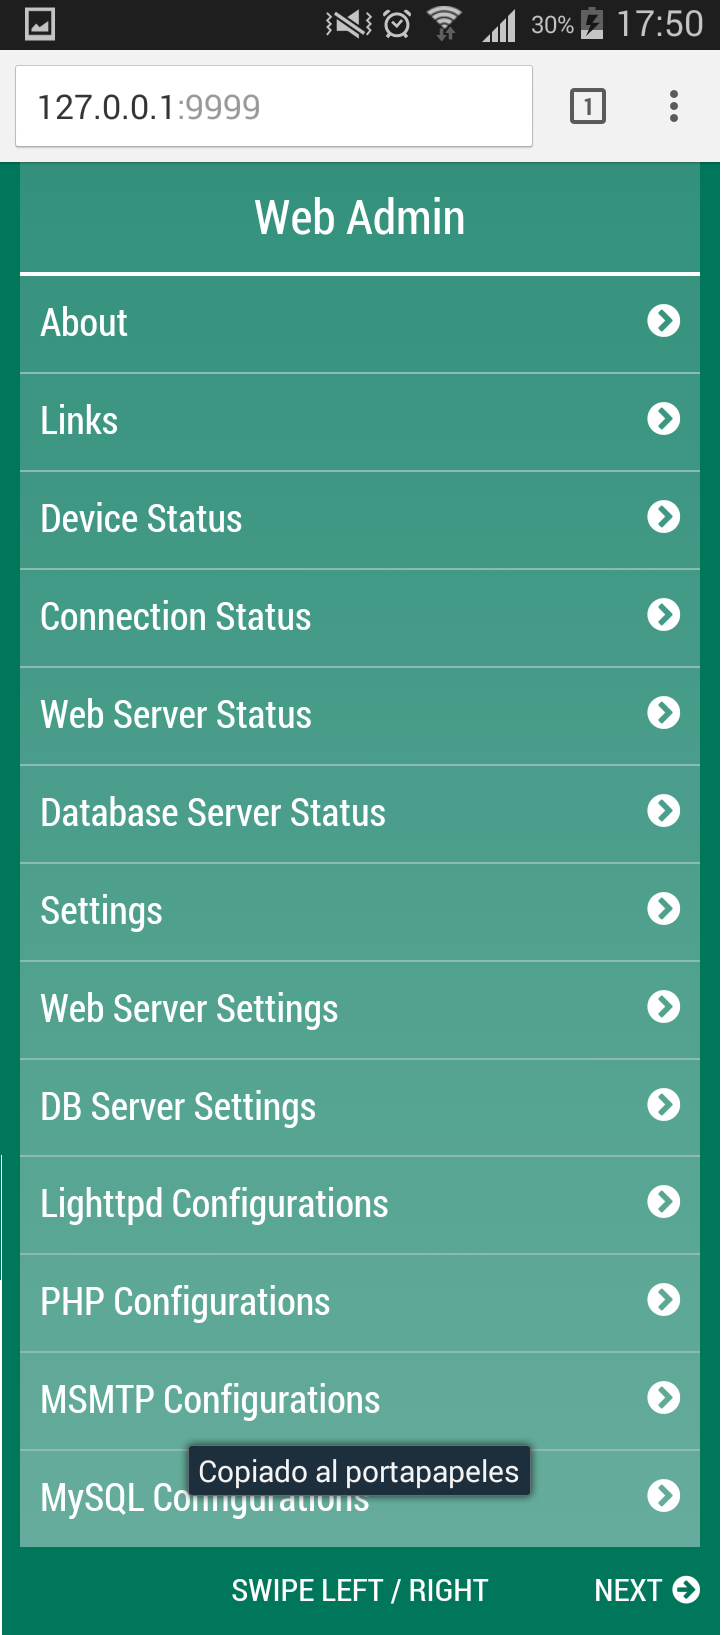 30% 17:50
127.0.0.1:9999
1
Web Admin
About
Links
Device Status
Connection Status
Web Server Status
Database Server Status
Settings
Web Server Settings
DB Server Settings
Lighttpd Configurations
PHP Configurations
MSMTP Configurations
Copiado al portapapeles
MySQL Configurations
SWIPE LEFT / RIGHT
NEXT